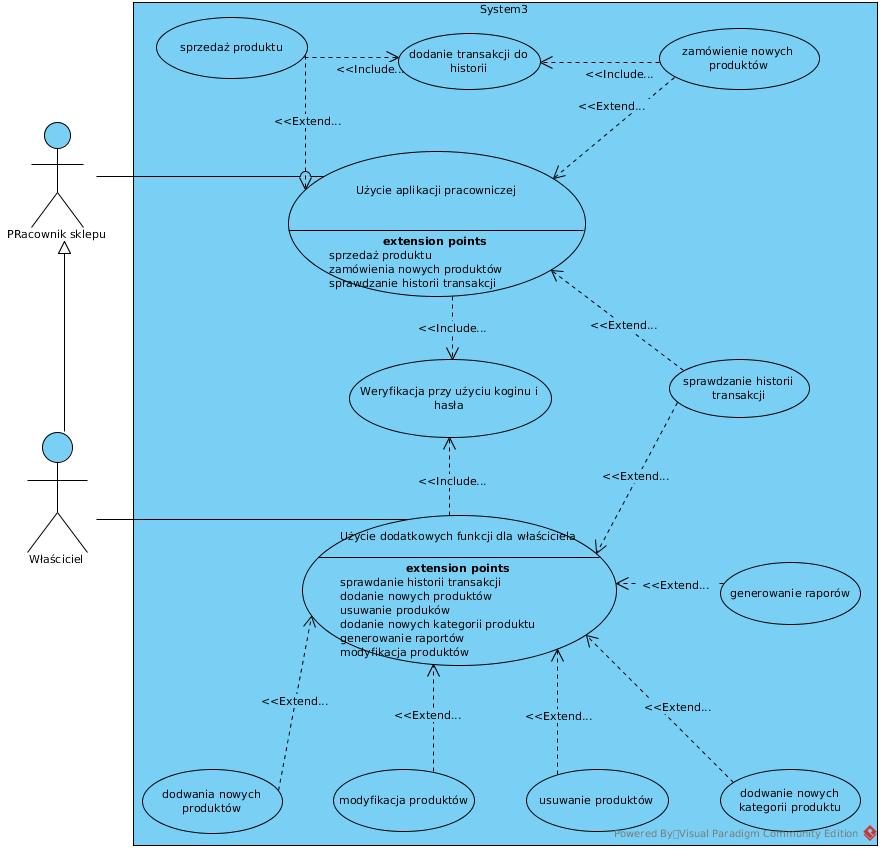 System3
sprzedaż produktu
dodanie transakcji do
historii
zamówienie nowych
produktów
<<Include...
<<Include...
<<Extend...
<<Extend...
Użycie aplikacji pracowniczej
extension points
sprzedaż produktu
zamówienia nowych produktów
sprawdzanie historii transakcji
PRacownik sklepu
<<Include...
<<Extend...
Weryfikacja przy użyciu koginu i
hasła
sprawdzanie historii
transakcji
<<Include...
<<Extend...
Właściciel
Użycie dodatkowych funkcji dla właściciela
extension points
sprawdanie historii transakcji
dodanie nowych produktów
usuwanie produków
dodanie nowych kategorii produktu
generowanie raportów
modyfikacja produktów
<<Extend...
generowanie raporów
<<Extend...
<<Extend...
<<Extend...
<<Extend...
dodwania nowych
produktów
modyfikacja produktów
usuwanie produktów
dodwanie nowych
kategorii produktu
Powered By Visual Paradigm Community Edition